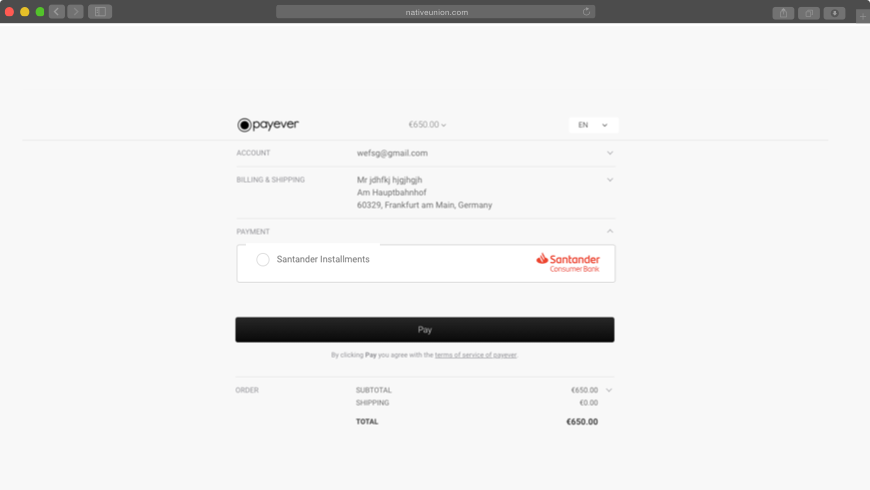 nativeunion.com
payever
€650.00
EN
ACCOUNT
wefsg@gmail.com
BILLING & SHIPPING
Mr jdhfkj hjgjhgjh
Am Hauptbahnhof
60329, Frankfurt am Main, Germany
PAYMENT
Santander Installments
Santander
Consumer Bank
Pay
By clicking Pay you agree with the terms of service of payever.
ORDER
SUBTOTAL €650.00
SHIPPING €0.00
TOTAL €650.00